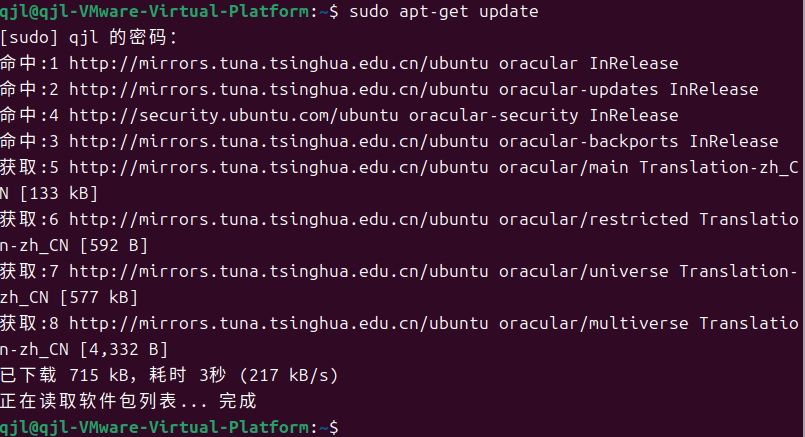 qjl@qjl-VMware-Virtual-Platform:~$ sudo apt-get update
[sudo] qjl 的密码：
命中:1 http://mirrors.tuna.tsinghua.edu.cn/ubuntu oracular InRelease
命中:2 http://mirrors.tuna.tsinghua.edu.cn/ubuntu oracular-updates InRelease
命中:4 http://security.ubuntu.com/ubuntu oracular-security InRelease
命中:3 http://mirrors.tuna.tsinghua.edu.cn/ubuntu oracular-backports InRelease
获取:5 http://mirrors.tuna.tsinghua.edu.cn/ubuntu oracular/main Translation-zh_C
N [133 kB]
获取:6 http://mirrors.tuna.tsinghua.edu.cn/ubuntu oracular/restricted Translatio
n-zh_CN [592 B]
获取:7 http://mirrors.tuna.tsinghua.edu.cn/ubuntu oracular/universe Translation-
zh_CN [577 kB]
获取:8 http://mirrors.tuna.tsinghua.edu.cn/ubuntu oracular/multiverse Translatio
n-zh_CN [4,332 B]
已下载 715 kB，耗时 3秒 (217 kB/s)
正在读取软件包列表... 完成
qjl@qjl-VMware-Virtual-Platform:~$